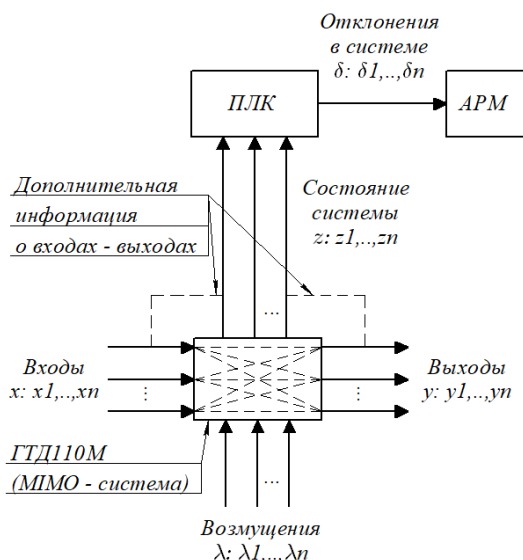 Отклонения
в системе
δ: δ1,..,δn
ПЛК
АРМ
Дополнительная
информация
о входах - выходах
Состояние
системы
z: z1,..,zn
...
Входы
x: x1,..,xn
...
Выходы
y: y1,..,yn
...
ГТД110М
(MIMO - система)
...
Возмущения
λ: λ1,..,λn